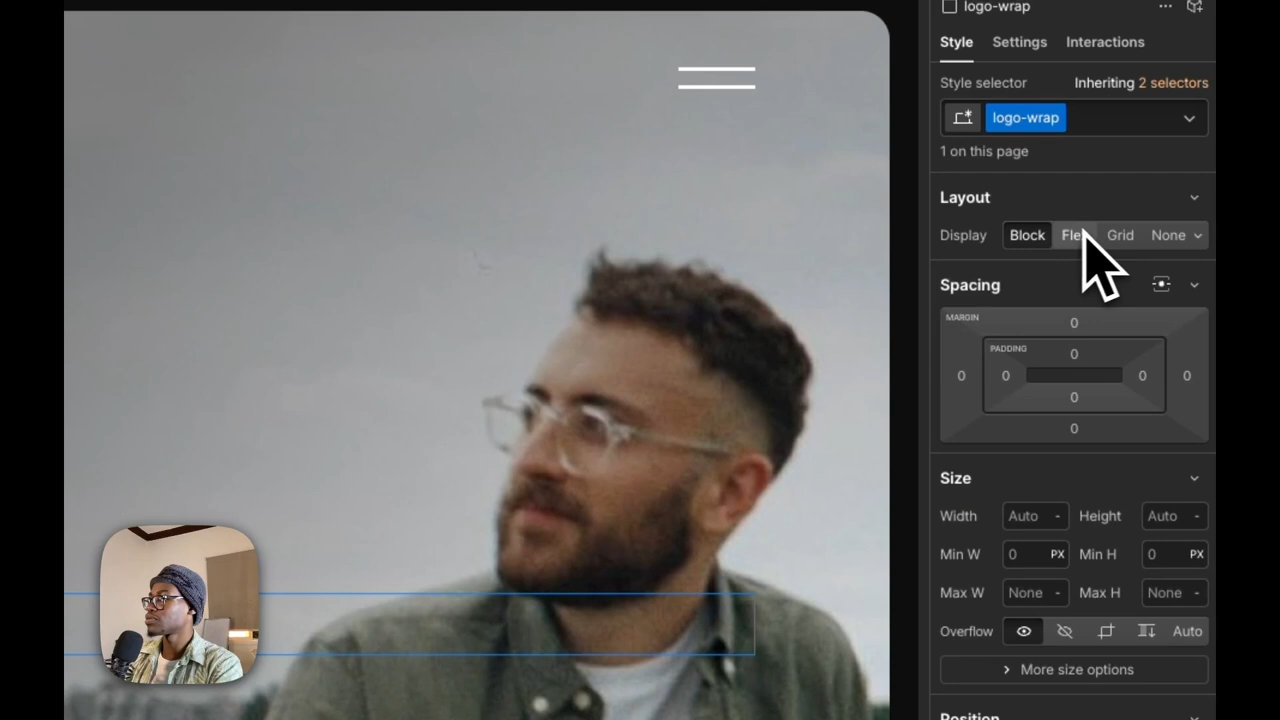 logo-wrap
Style Settings Interactions
Style selector Inheriting 2 selectors
logo-wrap
1 on this page
Layout
Display Block Grid None
Spacing
MARGIN 0
PADDING 0
0 0 0 0
0
0
Size
Width Auto - Height Auto -
Min W 0 PX Min H 0 PX
Max W None - Max H None -
Overflow Auto
More size options
Position